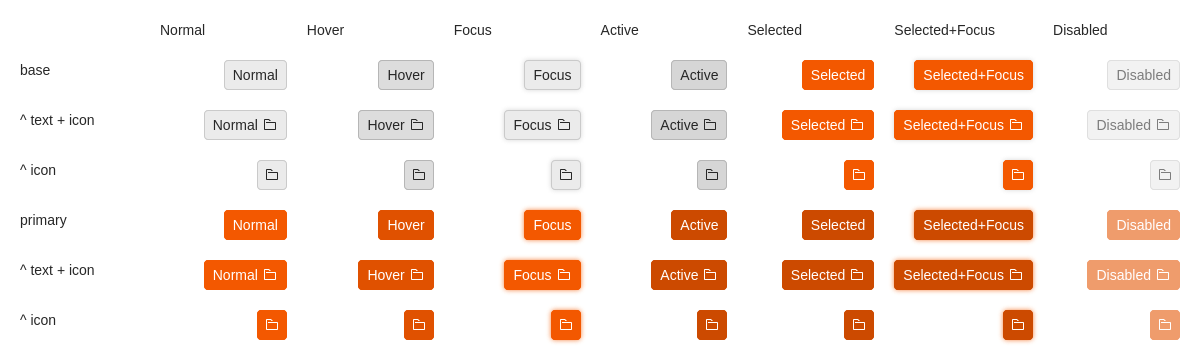 Normal Hover Focus Active Selected Selected+Focus Disabled
base Normal Hover Focus Active Selected Selected+Focus Disabled
^ text + icon Normal Hover Focus Active Selected Selected+Focus Disabled
^ icon
primary Normal Hover Focus Active Selected Selected+Focus Disabled
^ text + icon Normal Hover Focus Active Selected Selected+Focus Disabled
^ icon